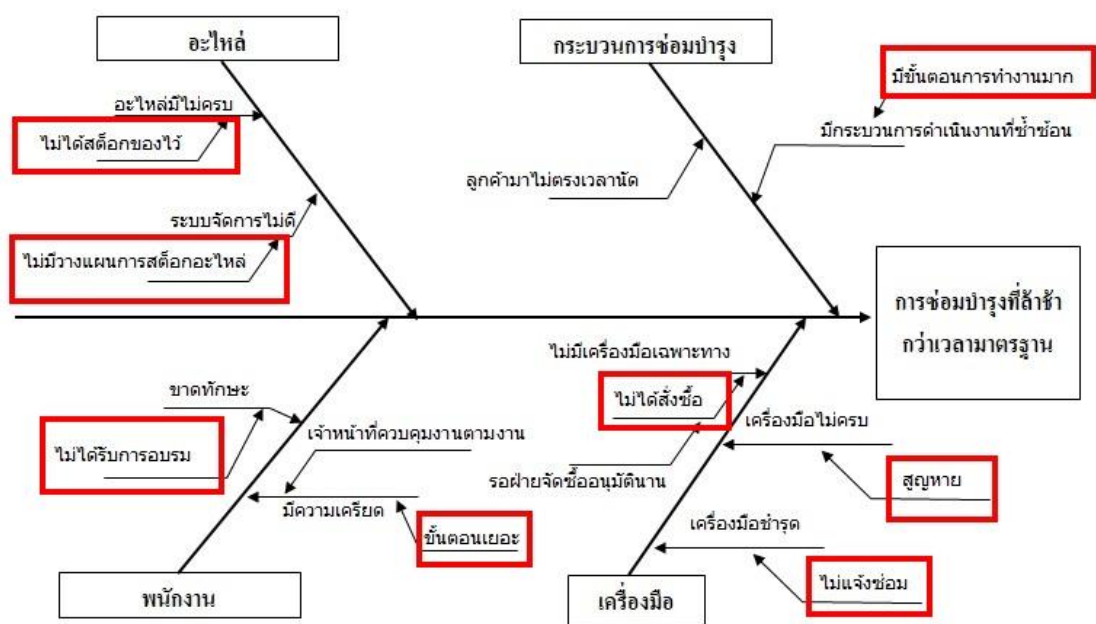 อะไหล่
กระบวนการซ่อมบำรุง
มีขั้นตอนการทำงานมาก
อะไหล่มีไม่ครบ
มีกระบวนการดำเนินงานที่ซ้ำซ้อน
ไม่ได้สต็อกของไว้
ลูกค้ามาไม่ตรงเวลานัด
ระบบจัดการไม่ดี
ไม่มีวางแผนการสต็อกอะไหล่
การซ่อมบำรุงที่ล้าช้า
กว่าเวลามาตรฐาน
ไม่มีเครื่องมือเฉพาะทาง
ขาดทักษะ
ไม่ได้สั่งซื้อ
เครื่องมือไม่ครบ
เจ้าหน้าที่ควบคุมงานตามงาน
ไม่ได้รับการอบรม
รอฝ่ายจัดซื้ออนุมัตินาน
สูญหาย
มีความเครียด
เครื่องมือชำรุด
ขั้นตอนเยอะ
ไม่แจ้งซ่อม
พนักงาน
เครื่องมือ